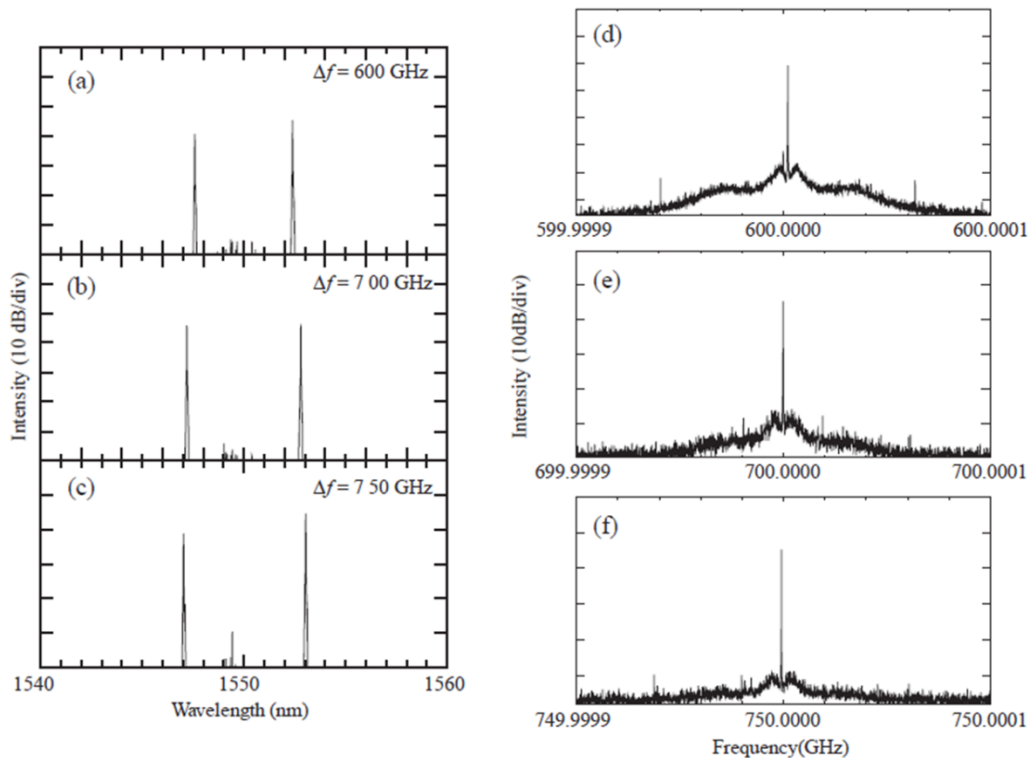 (a)
Δf = 600 GHz
(b)
Δf = 7 00 GHz
(c)
Δf = 7 50 GHz
Intensity (10 dB/div)
1540
1550
1560
Wavelength (nm)
(d)
599.9999
600.0000
600.0001
(e)
699.9999
700.0000
700.0001
(f)
749.9999
750.0000
750.0001
Intensity (10dB/div)
Frequency(GHz)